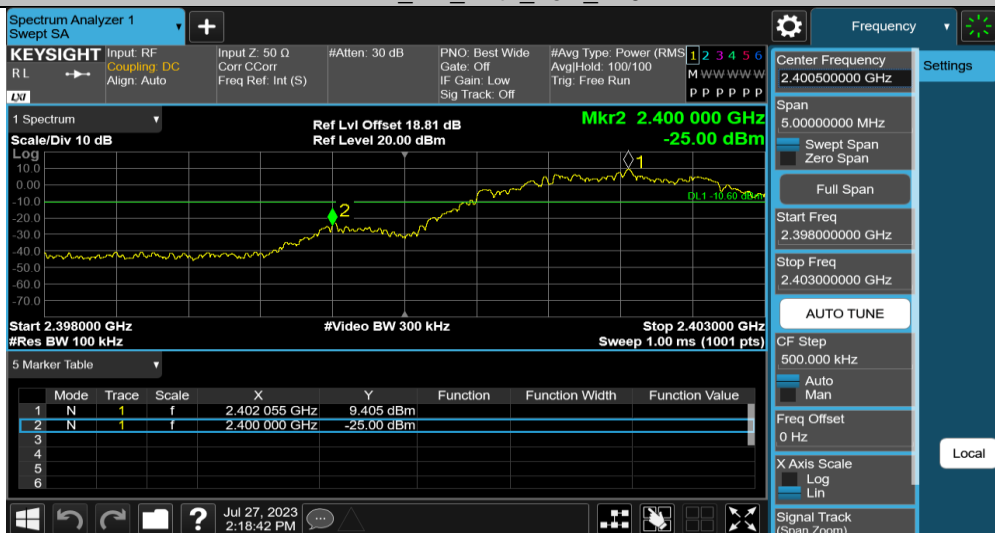 Spectrum Analyzer 1
Swept SA
Frequency
KEYSIGHT
R L
LXI
Input: RF
Coupling: DC
Align: Auto
Input Z: 50 Ω
Corr CCorr
Freq Ref: Int (S)
#Atten: 30 dB
PNO: Best Wide
Gate: Off
IF Gain: Low
Sig Track: Off
#Avg Type: Power (RMS
Avg|Hold: 100/100
Trig: Free Run
1 2 3 4 5 6
M W W W W W
P P P P P P
1 Spectrum
Scale/Div 10 dB
Ref Lvl Offset 18.81 dB
Ref Level 20.00 dBm
Mkr2 2.400 000 GHz
-25.00 dBm
Log
10.0
0.00
-10.0
-20.0
-30.0
-40.0
-50.0
-60.0
-70.0
1
2
DL1 -10.60 dBm
Start 2.398000 GHz
#Video BW 300 kHz
Stop 2.403000 GHz
#Res BW 100 kHz
Sweep 1.00 ms (1001 pts)
5 Marker Table
Mode Trace Scale X Y Function Function Width Function Value
1 N 1 f 2.402 055 GHz 9.405 dBm
2 N 1 f 2.400 000 GHz -25.00 dBm
3
4
5
6
Jul 27, 2023
2:18:42 PM
Center Frequency
2.400500000 GHz
Settings
Span
5.00000000 MHz
Swept Span
Zero Span
Full Span
Start Freq
2.398000000 GHz
Stop Freq
2.403000000 GHz
AUTO TUNE
CF Step
500.000 kHz
Auto
Man
Freq Offset
0 Hz
Local
X Axis Scale
Log
Lin
Signal Track
(Span Zoom)